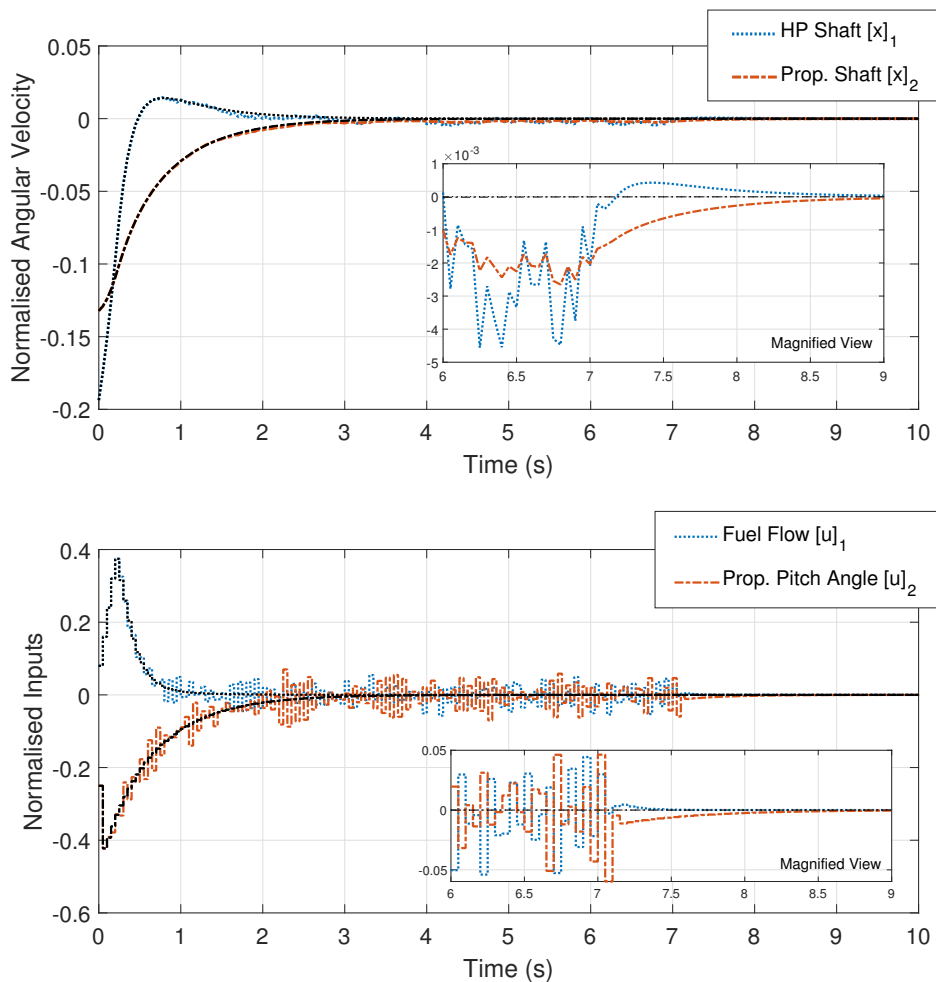 HP Shaft [x]1
Prop. Shaft [x]2
Normalised Angular Velocity
0.05
0
-0.05
-0.1
-0.15
-0.2
0 1 2 3 4 5 6 7 8 9 10
Time (s)
×10-3
1
0
-1
-2
-3
-4
-5
6 6.5 7 7.5 8 8.5 9
Magnified View
Fuel Flow [u]1
Prop. Pitch Angle [u]2
Normalised Inputs
0.4
0.2
0
-0.2
-0.4
-0.6
0 1 2 3 4 5 6 7 8 9 10
Time (s)
0.05
0
-0.05
6 6.5 7 7.5 8 8.5 9
Magnified View